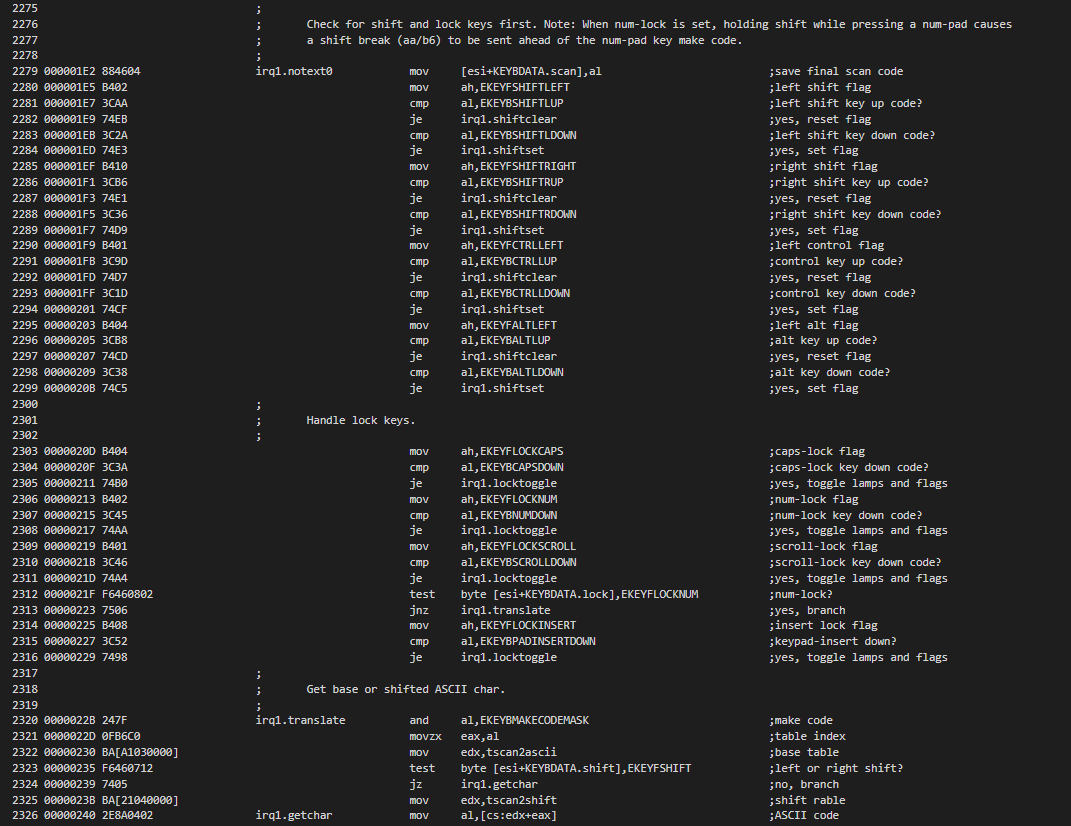 2275 ;
2276 ; Check for shift and lock keys first. Note: When num-lock is set, holding shift while pressing a num-pad causes
2277 ; a shift break (aa/b6) to be sent ahead of the num-pad key make code.
2278 ;
2279 000001E2 884604 irq1.notext0 mov [esi+KEYBDATA.scan],al ;save final scan code
2280 000001E5 B402 mov ah,EKEYFSHIFTLEFT ;left shift flag
2281 000001E7 3CAA cmp al,EKEYBSHIFTLUP ;left shift key up code?
2282 000001E9 74EB je irq1.shiftclear ;yes, reset flag
2283 000001EB 3C2A cmp al,EKEYBSHIFTLDOWN ;left shift key down code?
2284 000001ED 74E3 je irq1.shiftset ;yes, set flag
2285 000001EF B410 mov ah,EKEYFSHIFTRIGHT ;right shift flag
2286 000001F1 3CB6 cmp al,EKEYBSHIFTRUP ;right shift key up code?
2287 000001F3 74E1 je irq1.shiftclear ;yes, reset flag
2288 000001F5 3C36 cmp al,EKEYBSHIFTRDOWN ;right shift key down code?
2289 000001F7 74D9 je irq1.shiftset ;yes, set flag
2290 000001F9 B401 mov ah,EKEYFCTRLLEFT ;left control flag
2291 000001FB 3C9D cmp al,EKEYBCTRLLUP ;control key up code?
2292 000001FD 74D7 je irq1.shiftclear ;yes, reset flag
2293 000001FF 3C1D cmp al,EKEYBCTRLLDOWN ;control key down code?
2294 00000201 74CF je irq1.shiftset ;yes, set flag
2295 00000203 B404 mov ah,EKEYFALTLEFT ;left alt flag
2296 00000205 3CB8 cmp al,EKEYBALTLUP ;alt key up code?
2297 00000207 74CD je irq1.shiftclear ;yes, reset flag
2298 00000209 3C38 cmp al,EKEYBALTLDOWN ;alt key down code?
2299 0000020B 74C5 je irq1.shiftset ;yes, set flag
2300 ;
2301 ; Handle lock keys.
2302 ;
2303 0000020D B404 mov ah,EKEYFLOCKCAPS ;caps-lock flag
2304 0000020F 3C3A cmp al,EKEYBCAPSDOWN ;caps-lock key down code?
2305 00000211 74B0 je irq1.locktoggle ;yes, toggle lamps and flags
2306 00000213 B402 mov ah,EKEYFLOCKNUM ;num-lock flag
2307 00000215 3C45 cmp al,EKEYBNUMDOWN ;num-lock key down code?
2308 00000217 74AA je irq1.locktoggle ;yes, toggle lamps and flags
2309 00000219 B401 mov ah,EKEYFLOCKSCROLL ;scroll-lock flag
2310 0000021B 3C46 cmp al,EKEYBSCROLLDOWN ;scroll-lock key down code?
2311 0000021D 74A4 je irq1.locktoggle ;yes, toggle lamps and flags
2312 0000021F F6460802 test byte [esi+KEYBDATA.lock],EKEYFLOCKNUM ;num-lock?
2313 00000223 7506 jnz irq1.translate ;yes, branch
2314 00000225 B408 mov ah,EKEYFLOCKINSERT ;insert lock flag
2315 00000227 3C52 cmp al,EKEYBPADINSERTDOWN ;keypad-insert down?
2316 00000229 7498 je irq1.locktoggle ;yes, toggle lamps and flags
2317 ;
2318 ; Get base or shifted ASCII char.
2319 ;
2320 0000022B 247F irq1.translate and al,EKEYBMAKECODEMASK ;make code
2321 0000022D 0FB6C0 movzx eax,al ;table index
2322 00000230 BA[A1030000] mov edx,tscan2ascii ;base table
2323 00000235 F6460712 test byte [esi+KEYBDATA.shift],EKEYFSHIFT ;left or right shift?
2324 00000239 7405 jz irq1.getchar ;no, branch
2325 0000023B BA[21040000] mov edx,tscan2shift ;shift rable
2326 00000240 2E8A0402 irq1.getchar mov al,[cs:edx+eax] ;ASCII code